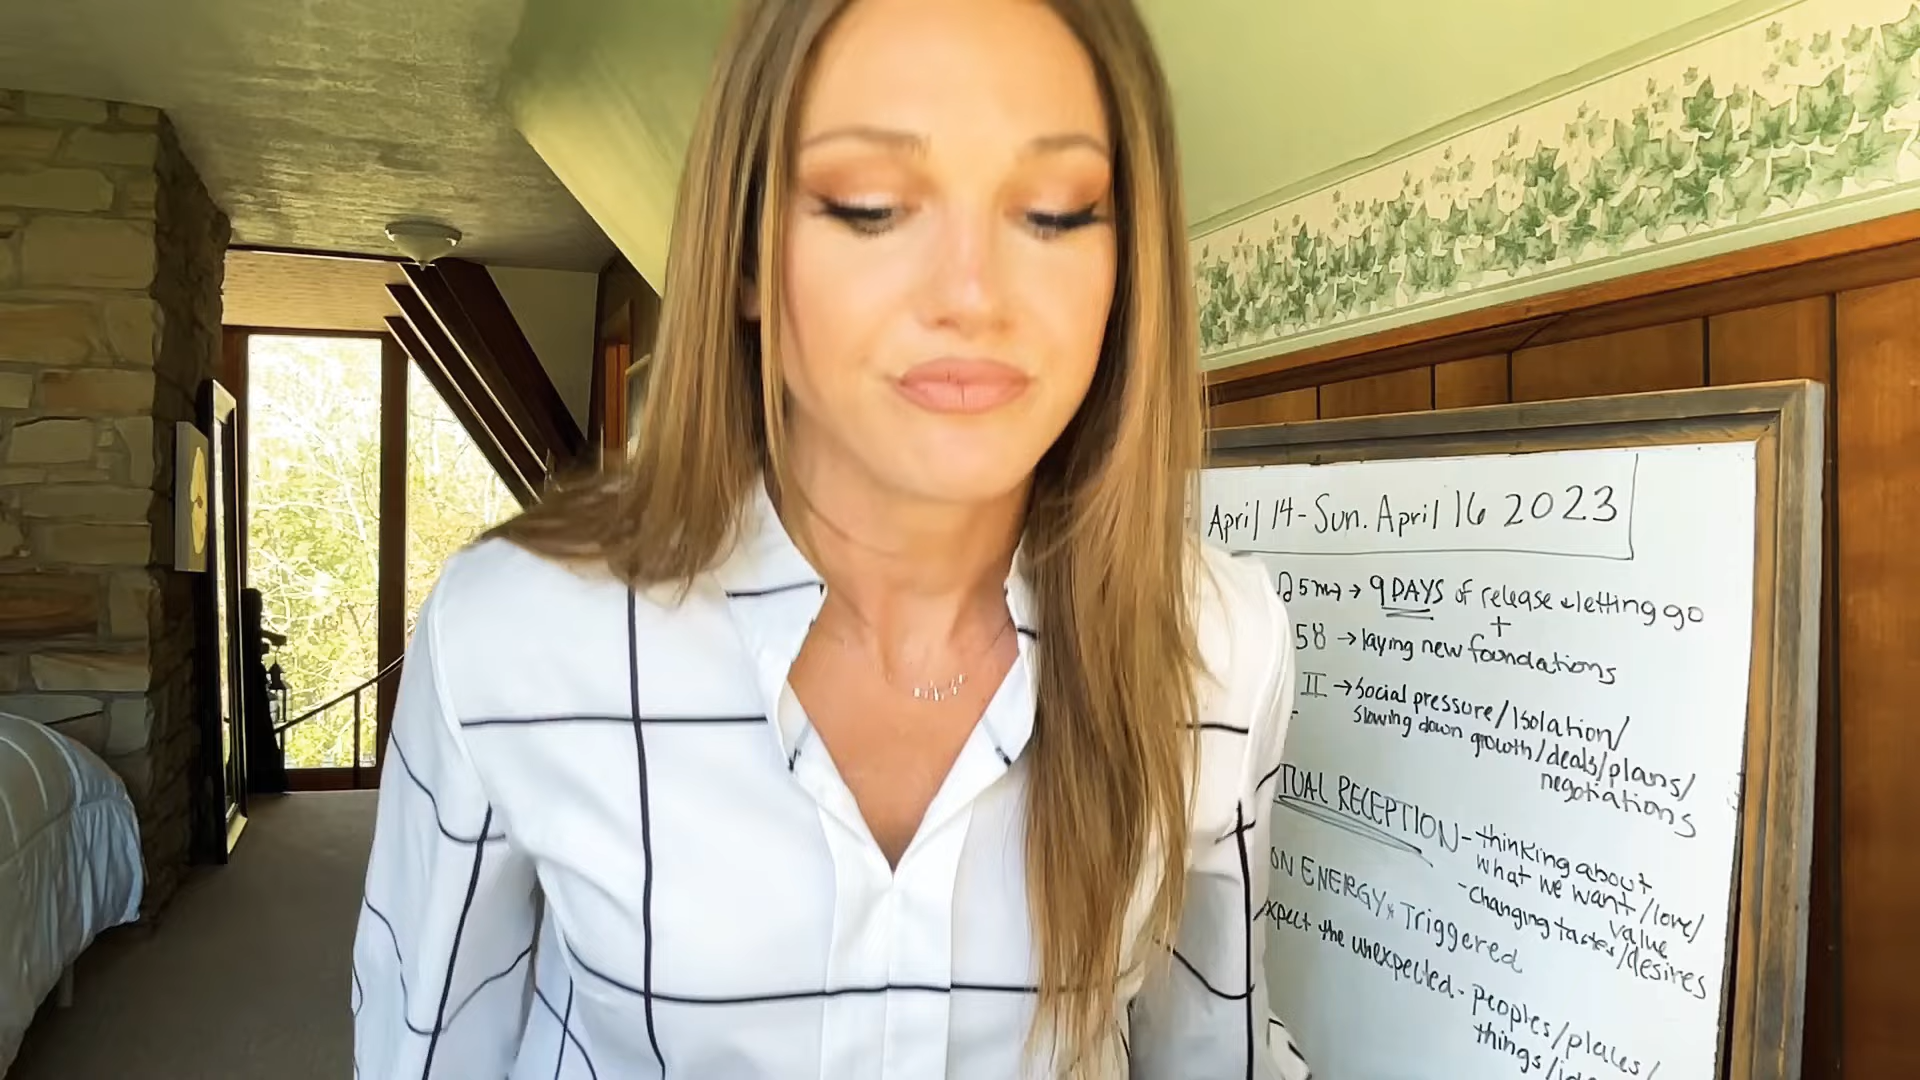 April 14 - Sun. April 16 2023
→ 9 DAYS of release & letting go
+
58 → laying new foundations
II → Social pressure/Isolation/
Slowing down growth/deals/plans/
negotiations
TUAL RECEPTION - thinking about
what we want/love/
value
- changing tastes/desires
ON ENERGY * Triggered
xpect the unexpected - peoples/places/
things/